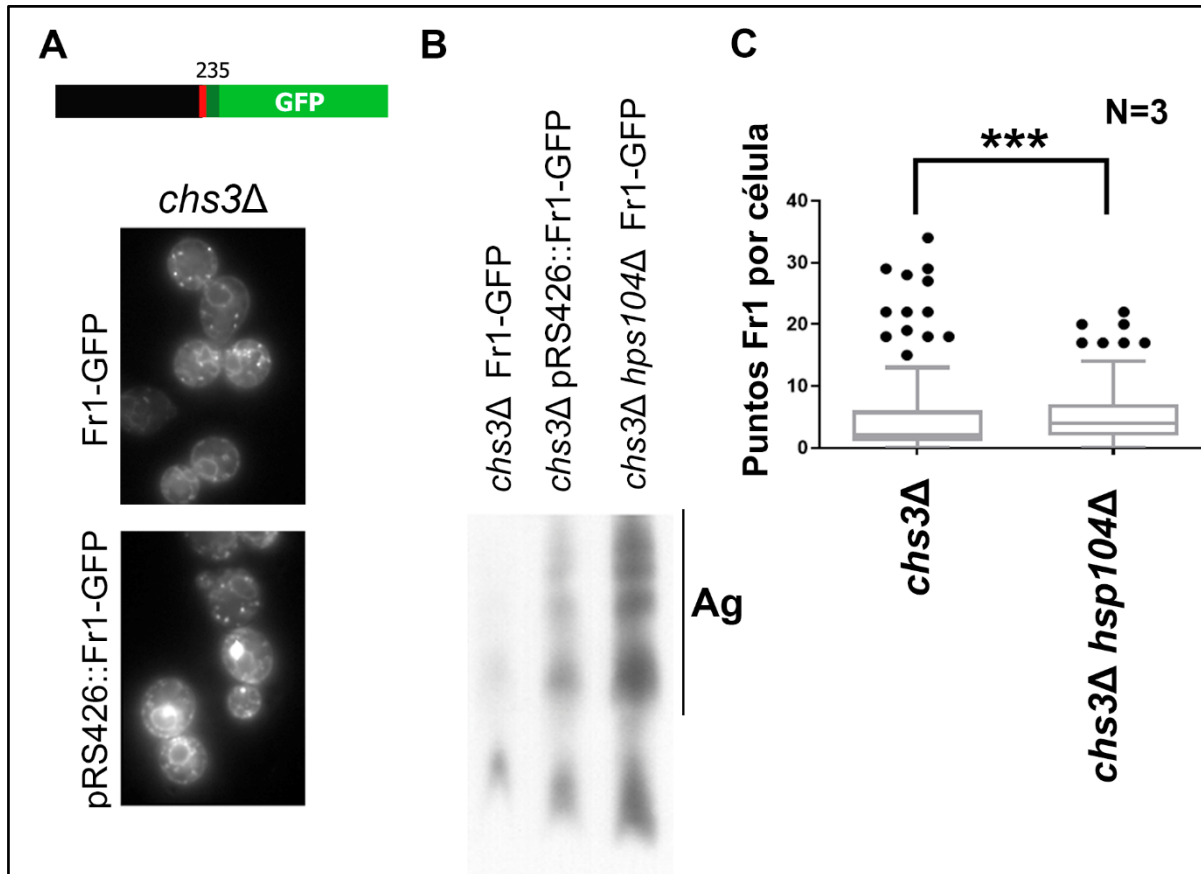 A
235
GFP
chs3Δ
Fr1-GFP
pRS426::Fr1-GFP
B
chs3Δ Fr1-GFP
chs3Δ pRS426::Fr1-GFP
chs3Δ hps104Δ Fr1-GFP
Ag
C
N=3
***
Puntos Fr1 por célula
40
30
20
10
0
chs3Δ
chs3Δ hsp104Δ